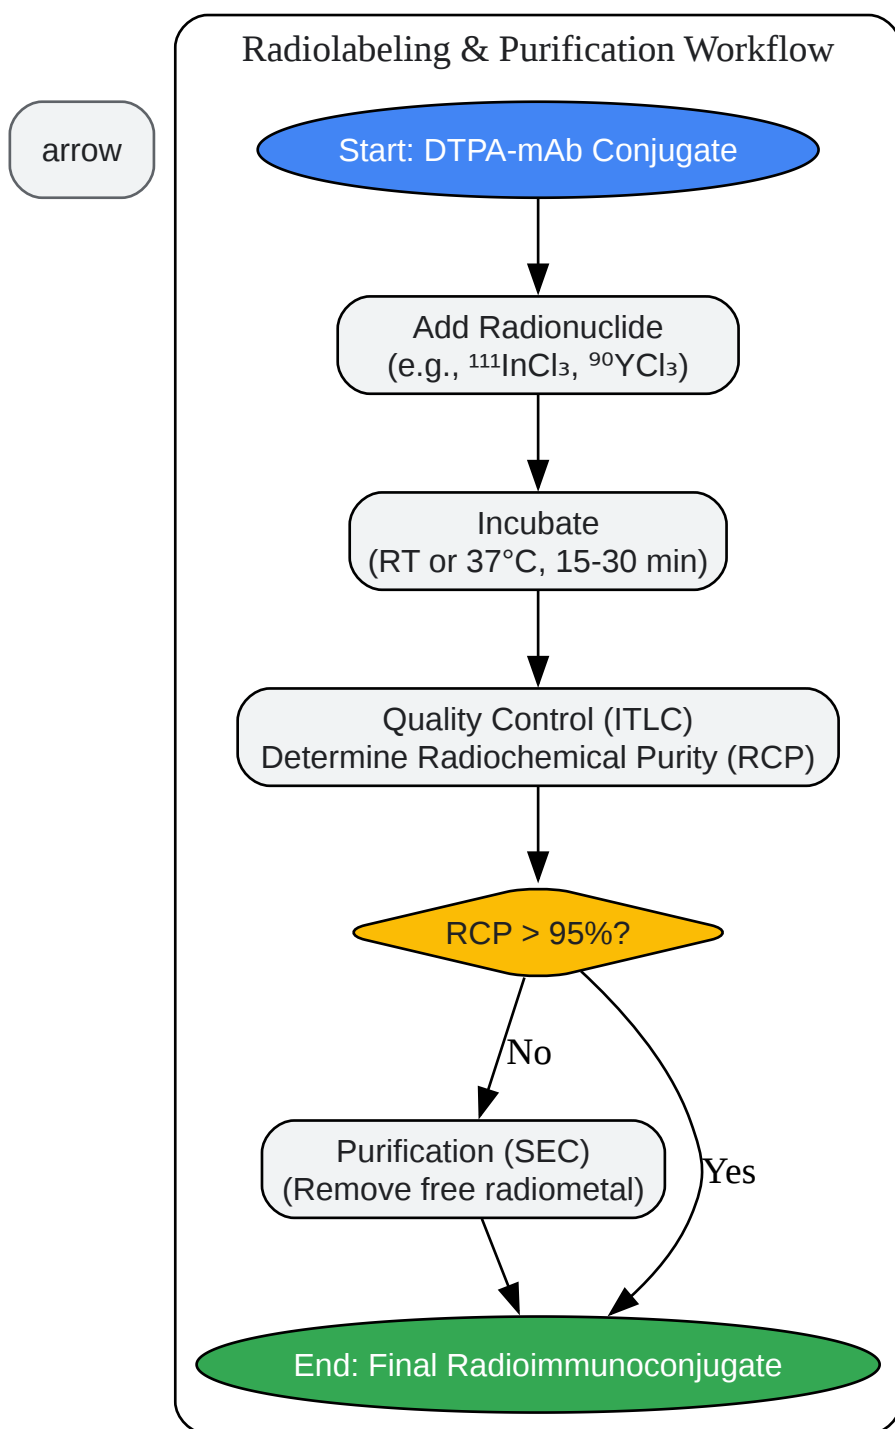 Radiolabeling & Purification Workflow
arrow
Start: DTPA-mAb Conjugate
Add Radionuclide
(e.g., ¹¹¹InCl₃, ⁹⁰YCl₃)
Incubate
(RT or 37°C, 15-30 min)
Quality Control (ITLC)
Determine Radiochemical Purity (RCP)
RCP > 95%?
No
Purification (SEC)
(Remove free radiometal)
Yes
End: Final Radioimmunoconjugate